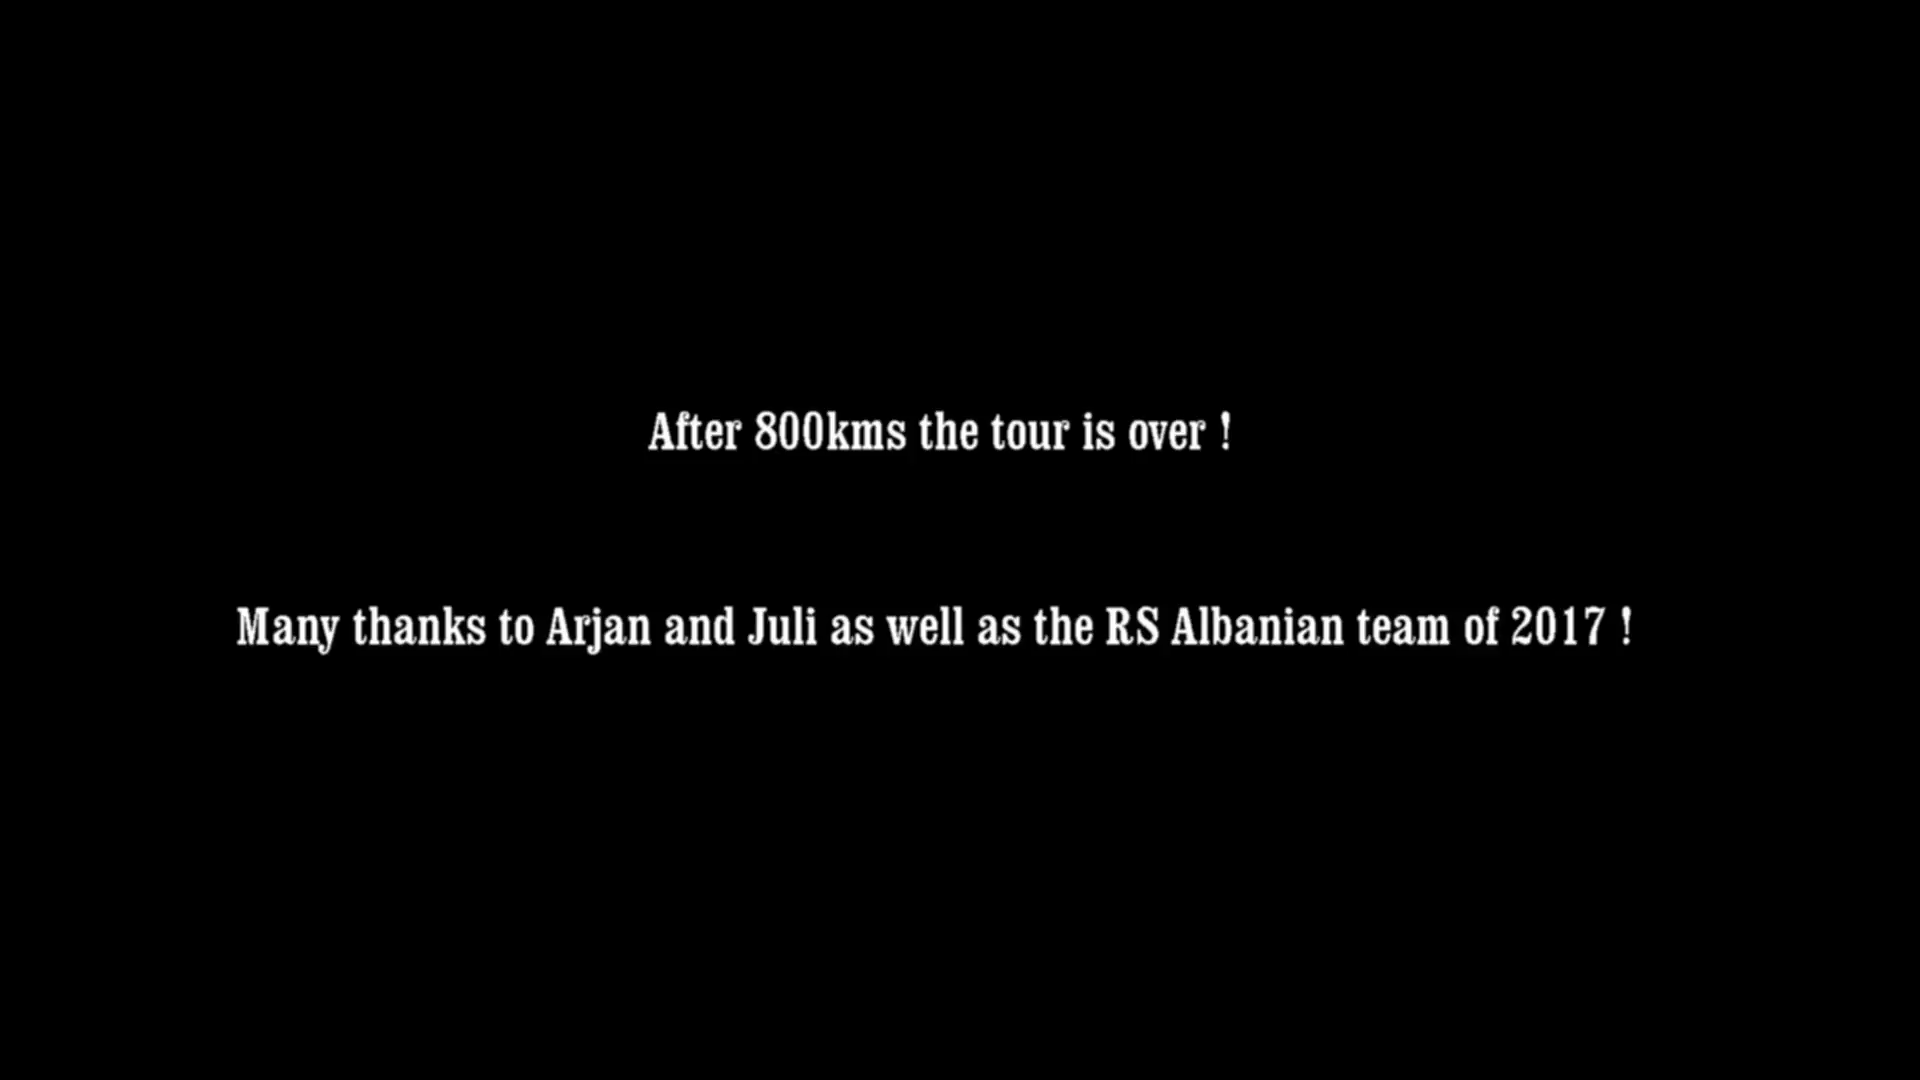 After 800kms the tour is over !
Many thanks to Arjan and Juli as well as the RS Albanian team of 2017 !